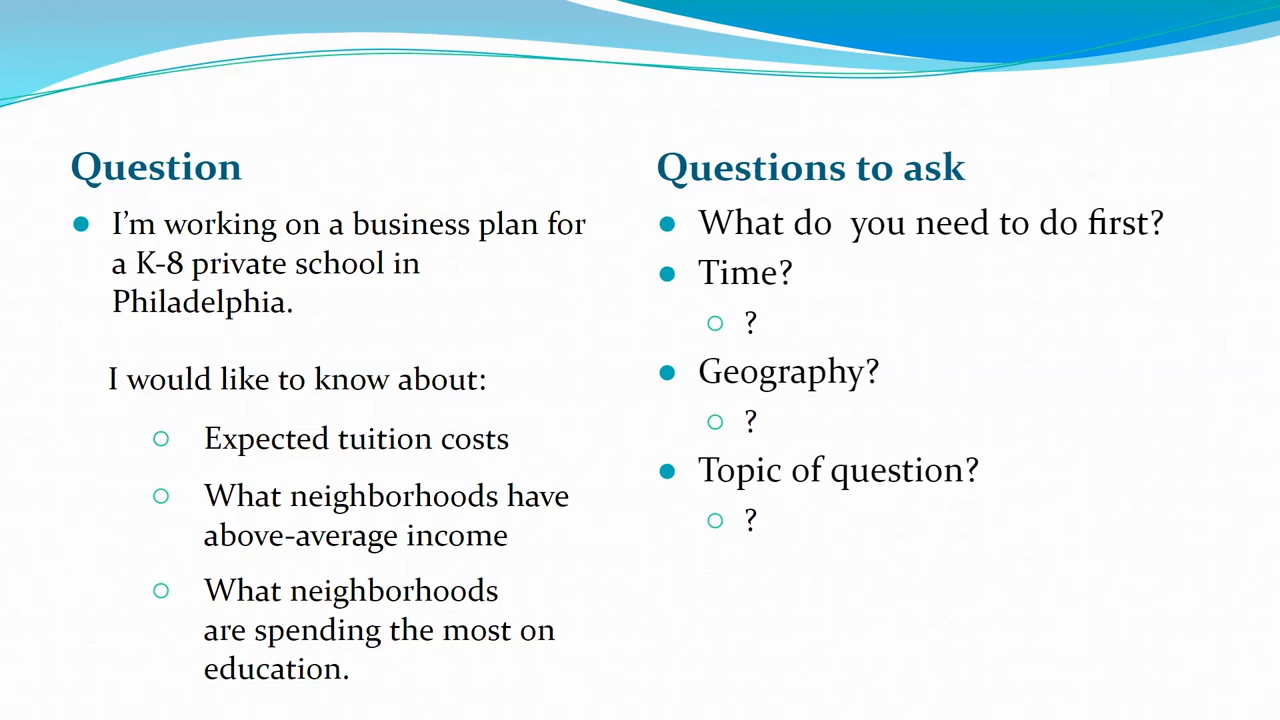 Question
I’m working on a business plan for
a K-8 private school in
Philadelphia.
I would like to know about:
Expected tuition costs
What neighborhoods have
above-average income
What neighborhoods
are spending the most on
education.
Questions to ask
What do  you need to do first?
Time?
?
Geography?
?
Topic of question?
?